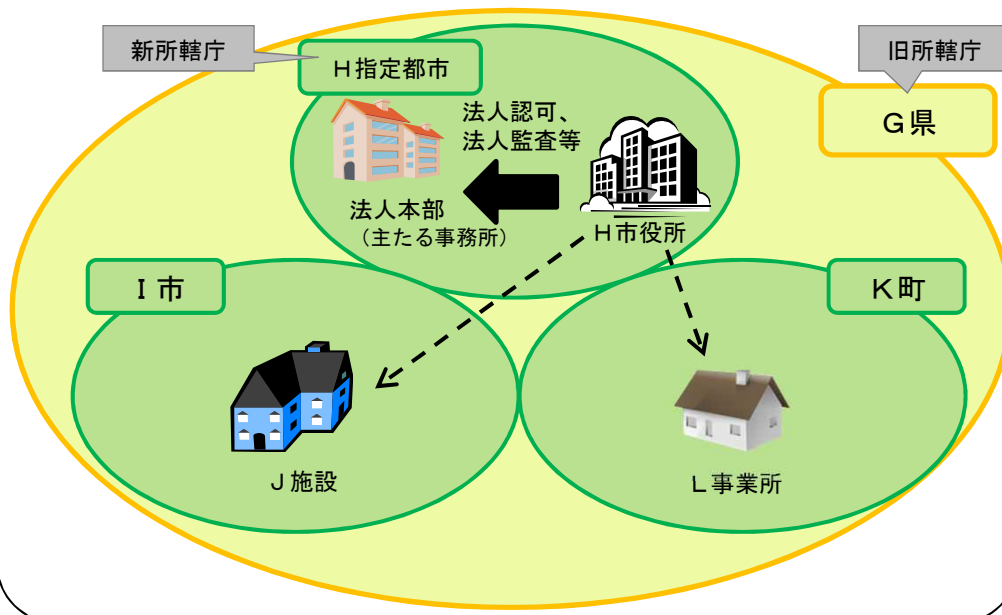 新所轄庁
旧所轄庁
H指定都市
G県
法人認可、
法人監査等
法人本部
（主たる事務所）
H市役所
I市
K町
J施設
L事業所